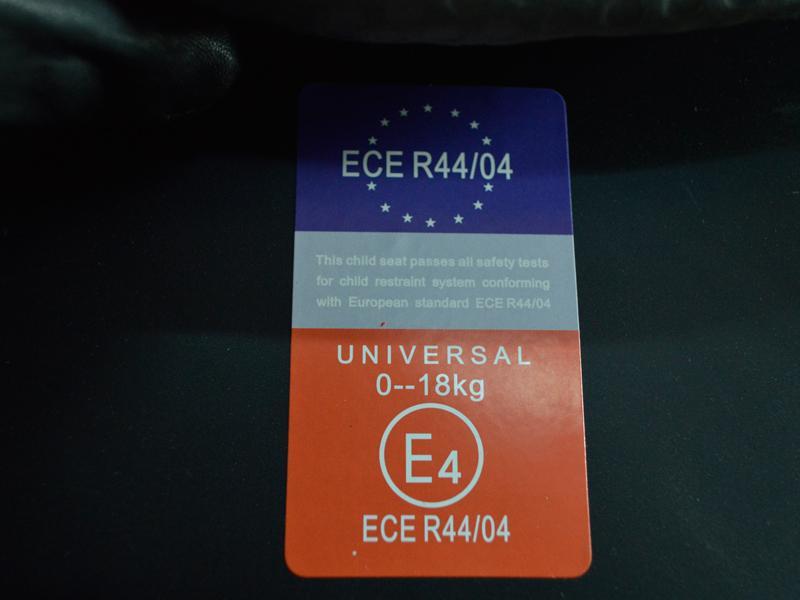 ECE R44/04
This child seat passes all safety tests
for child restraint system conforming
with European standard ECE R44/04
UNIVERSAL
0--18kg
E4
ECE R44/04